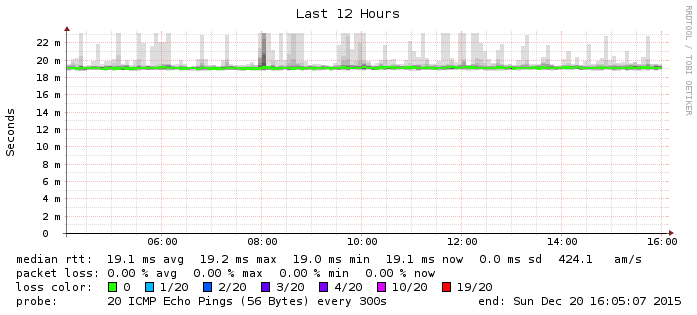 Last 12 Hours
RRDTOOL / TOBI OETIKER
Seconds
22 m
20 m
18 m
16 m
14 m
12 m
10 m
8 m
6 m
4 m
2 m
0
06:00 08:00 10:00 12:00 14:00 16:00
median rtt: 19.1 ms avg 19.2 ms max 19.0 ms min 19.1 ms now 0.0 ms sd 424.1 am/s
packet loss: 0.00 % avg 0.00 % max 0.00 % min 0.00 % now
loss color: 0 1/20 2/20 3/20 4/20 10/20 19/20
probe: 20 ICMP Echo Pings (56 Bytes) every 300s end: Sun Dec 20 16:05:07 2015